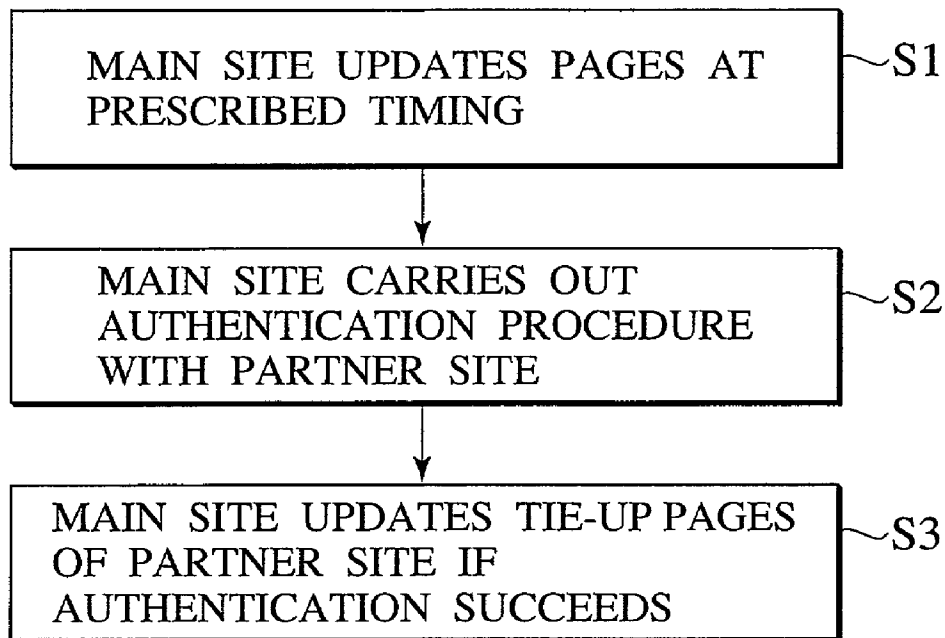 MAIN SITE UPDATES PAGES AT
PRESCRIBED TIMING
S1
MAIN SITE CARRIES OUT
AUTHENTICATION PROCEDURE
WITH PARTNER SITE
S2
MAIN SITE UPDATES TIE-UP PAGES
OF PARTNER SITE IF
AUTHENTICATION SUCCEEDS
S3